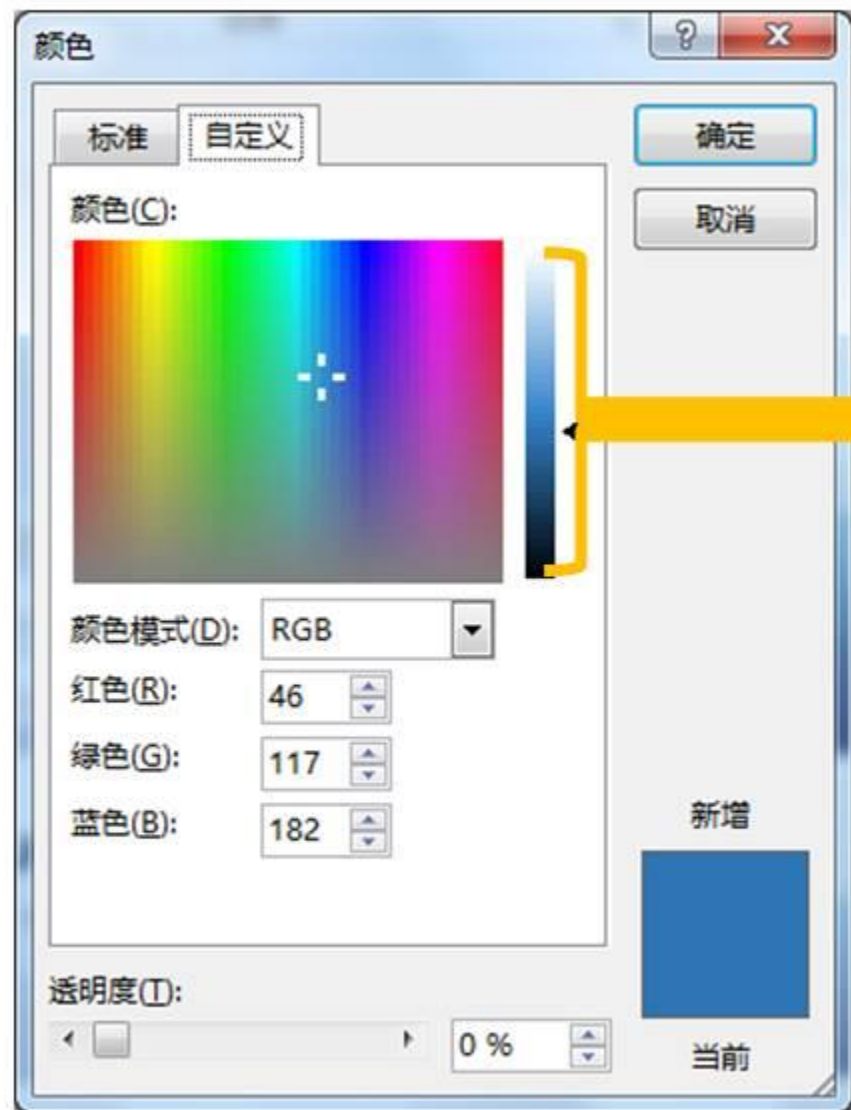 颜色
标准 自定义 确定
颜色(C): 取消
颜色模式(D): RGB
红色(R): 46
绿色(G): 117
蓝色(B): 182
新增
透明度(T):
0 %
当前